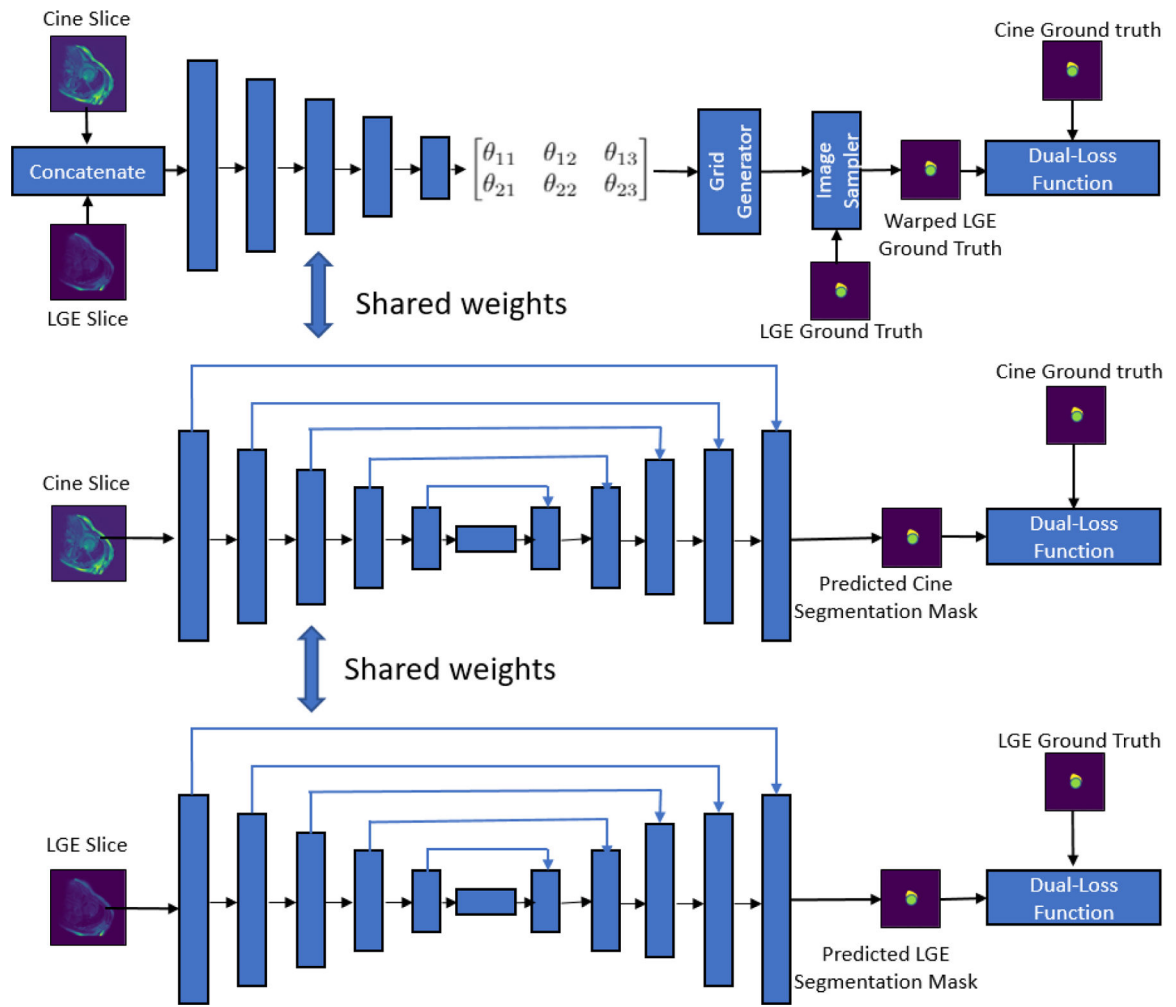 Cine Slice
Cine Ground truth
Concatenate
θ11 θ12 θ13
θ21 θ22 θ23
Grid
Generator
Image
Sampler
Dual-Loss
Function
Warped LGE
Ground Truth
LGE Slice
Shared weights
LGE Ground Truth
Cine Ground truth
Cine Slice
Dual-Loss
Function
Predicted Cine
Segmentation Mask
Shared weights
LGE Ground Truth
LGE Slice
Dual-Loss
Function
Predicted LGE
Segmentation Mask